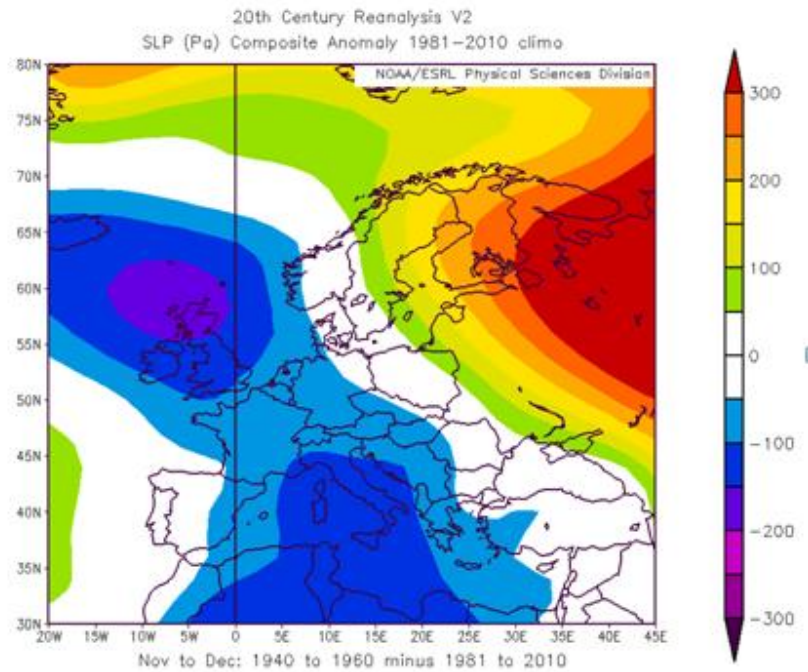 20th Century Reanalysis V2
SLP (Pa) Composite Anomaly 1981-2010 climo
NOAA/ESRL Physical Sciences Division
80N
75N
70N
65N
60N
55N
50N
45N
40N
35N
30N
20W 15W 10W 5W 0 5E 10E 15E 20E 25E 30E 35E 40E 45E
Nov to Dec: 1940 to 1960 minus 1981 to 2010
300
200
100
0
-100
-200
-300